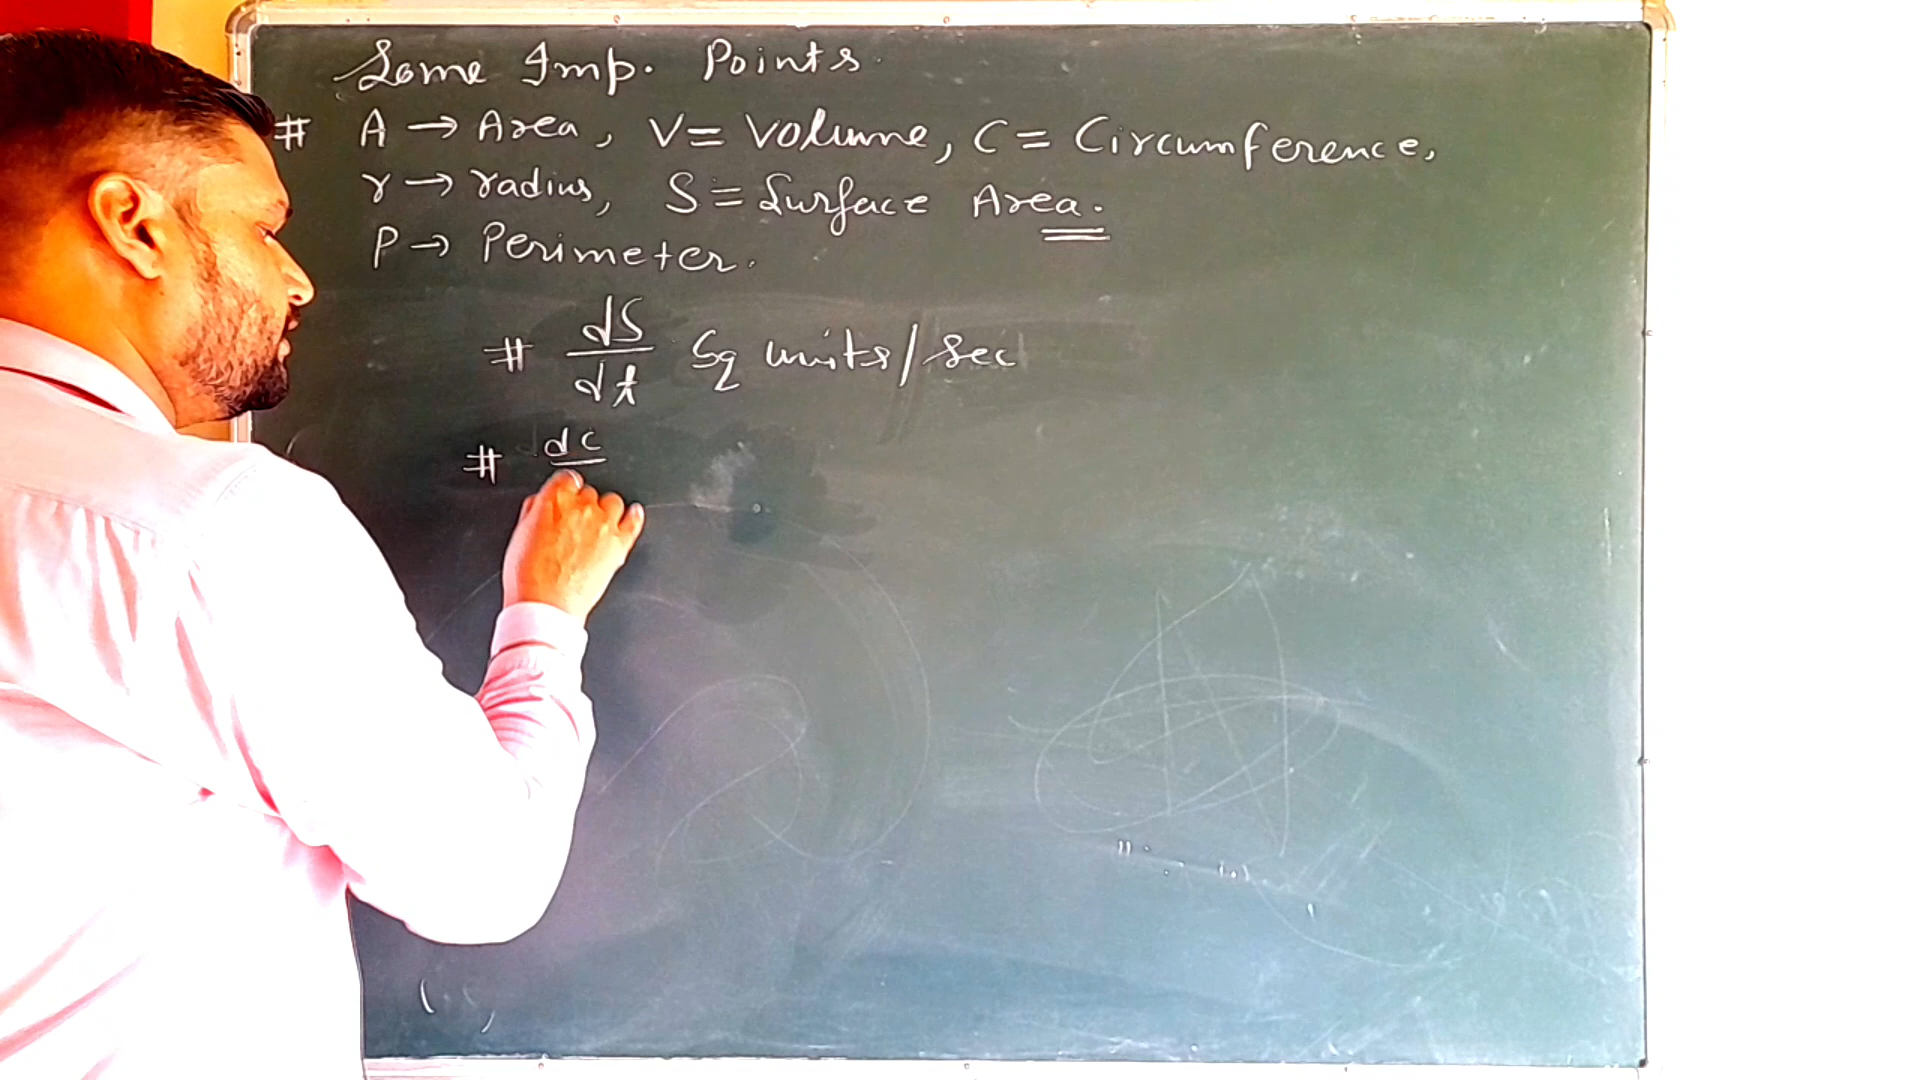 Some Imp. Points.
# A → Area, V = Volume, C = Circumference,
r → radius, S = Surface Area.
P → Perimeter.
# dS/dt Sq units/sec
# dC